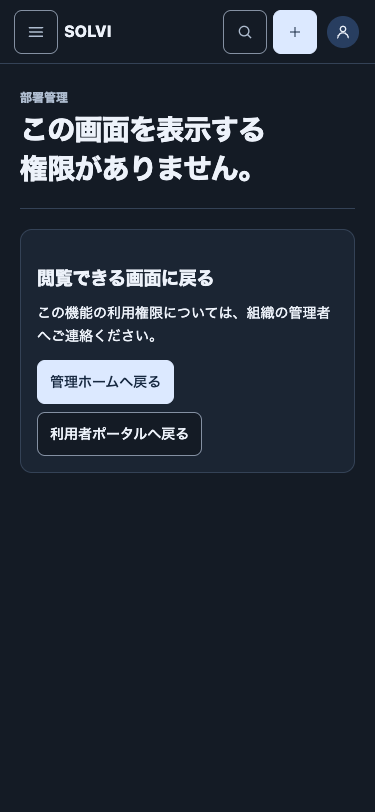 SOLVI
部署管理
この画面を表示する
権限がありません。
閲覧できる画面に戻る
この機能の利用権限については、組織の管理者
へご連絡ください。
管理ホームへ戻る
利用者ポータルへ戻る